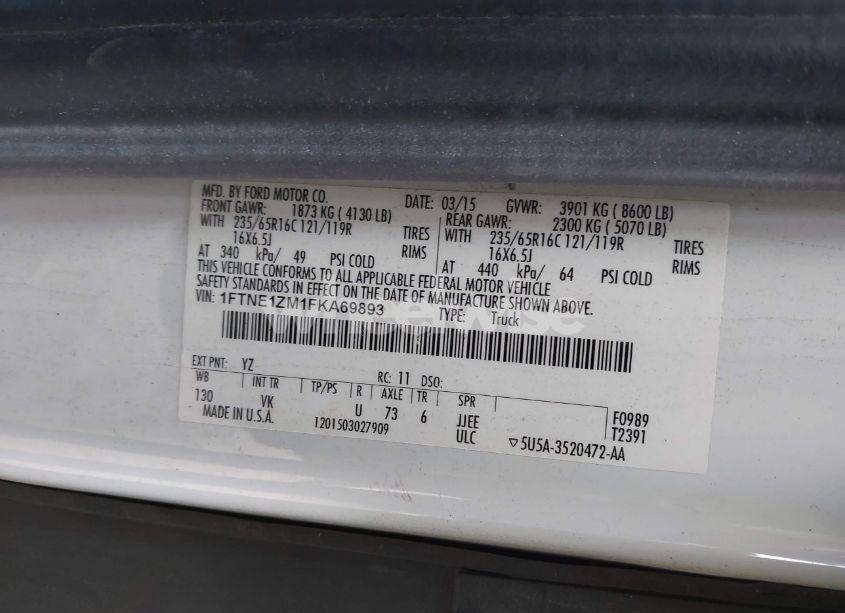 MFD. BY FORD MOTOR CO.
DATE: 03/15 GVWR: 3901 KG ( 8600 LB)
FRONT GAWR: 1873 KG ( 4130 LB)
REAR GAWR: 2300 KG ( 5070 LB)
WITH 235/65R16C 121/119R TIRES
WITH 235/65R16C 121/119R TIRES
16X6.5J RIMS
16X6.5J RIMS
AT 340 kPa/ 49 PSI COLD
AT 440 kPa/ 64 PSI COLD
THIS VEHICLE CONFORMS TO ALL APPLICABLE FEDERAL MOTOR VEHICLE
SAFETY STANDARDS IN EFFECT ON THE DATE OF MANUFACTURE SHOWN ABOVE.
VIN: 1FTNE1ZM1FKA69893
TYPE: Truck
EXT PNT: YZ RC: 11 DSO:
WB INT TR TP/PS R AXLE TR SPR
130 VK U 73 6 JJEE F0989
MADE IN U.S.A. 1201503027909 ULC T2391
▽5U5A-3520472-AA